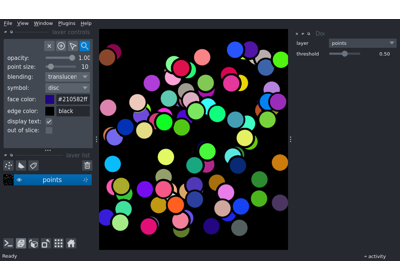 File View Window Plugins Help
layer controls
opacity: 1.00
point size: 10
blending: translucen
symbol: disc
face color: #210582ff
edge color: black
display text:
out of slice:
layer list
points
Ready
Do
layer points
threshold 0.50
activity